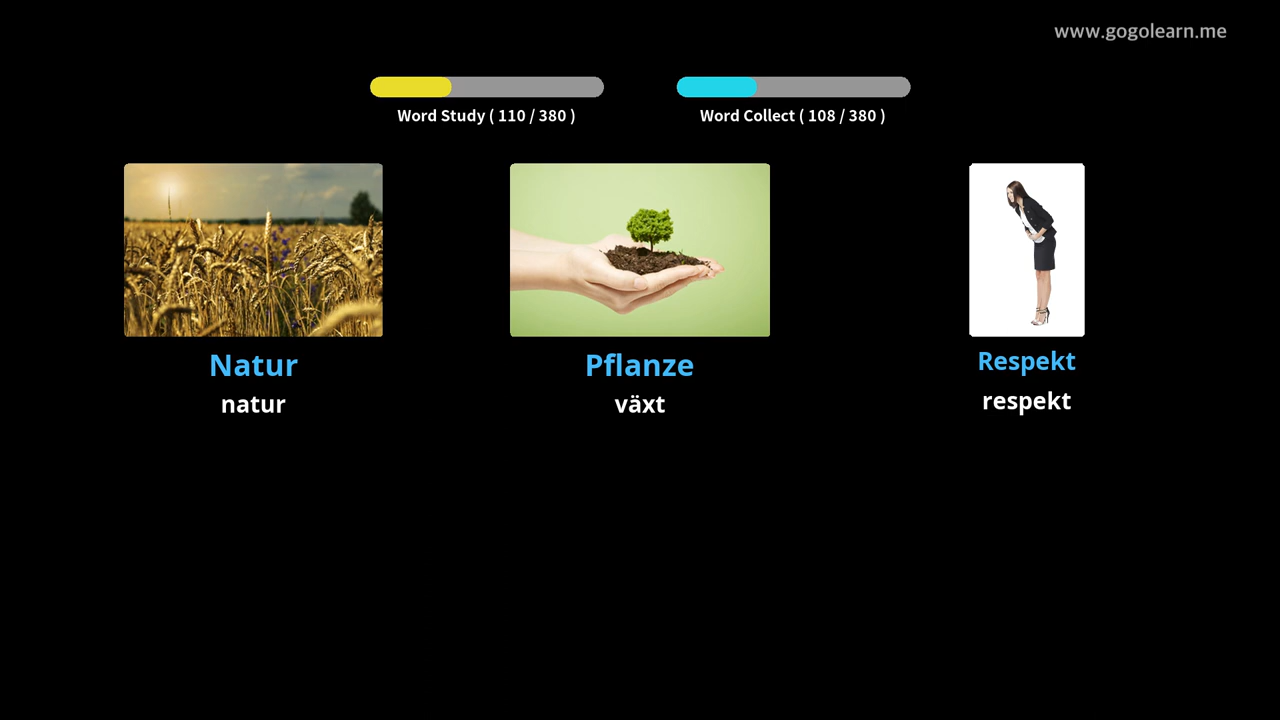 www.gogolearn.me
Word Study ( 110 / 380 )
Word Collect ( 108 / 380 )
Natur
natur
Pflanze
växt
Respekt
respekt